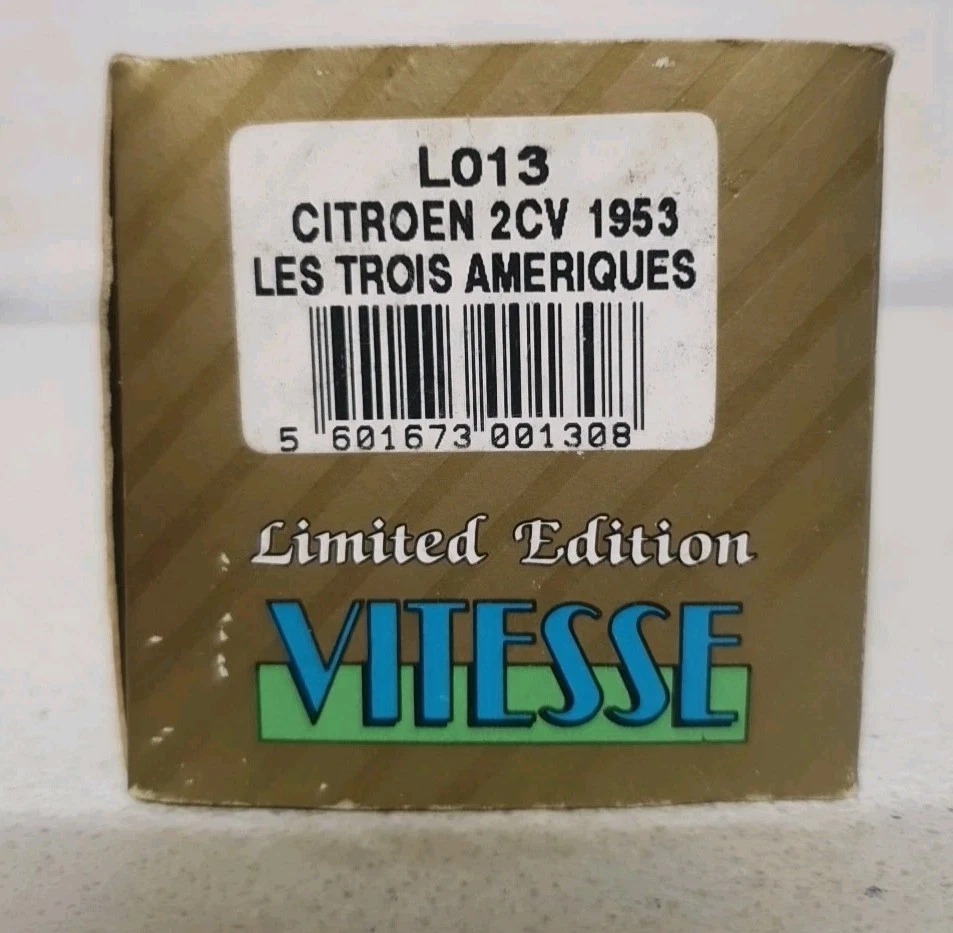 L013
CITROEN 2CV 1953
LES TROIS AMERIQUES
5 601673 001308
Limited Edition
VITESSE